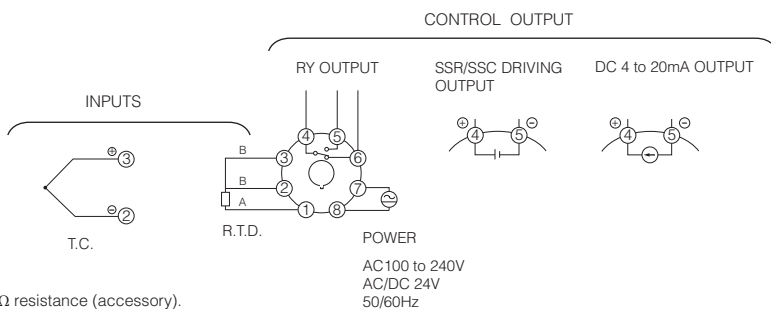 CONTROL OUTPUT
RY OUTPUT
SSR/SSC DRIVING
OUTPUT
DC 4 to 20mA OUTPUT
INPUTS
⊕ ③
⊖ ②
T.C.
B
B
A
R.T.D.
④ ⑤
③ ⑥
② ⑦
① ⑧
⊕ ④ ⑤ ⊖
⊕ ④ ⑤ ⊖
POWER
AC100 to 240V
AC/DC 24V
50/60Hz
Ω resistance (accessory).